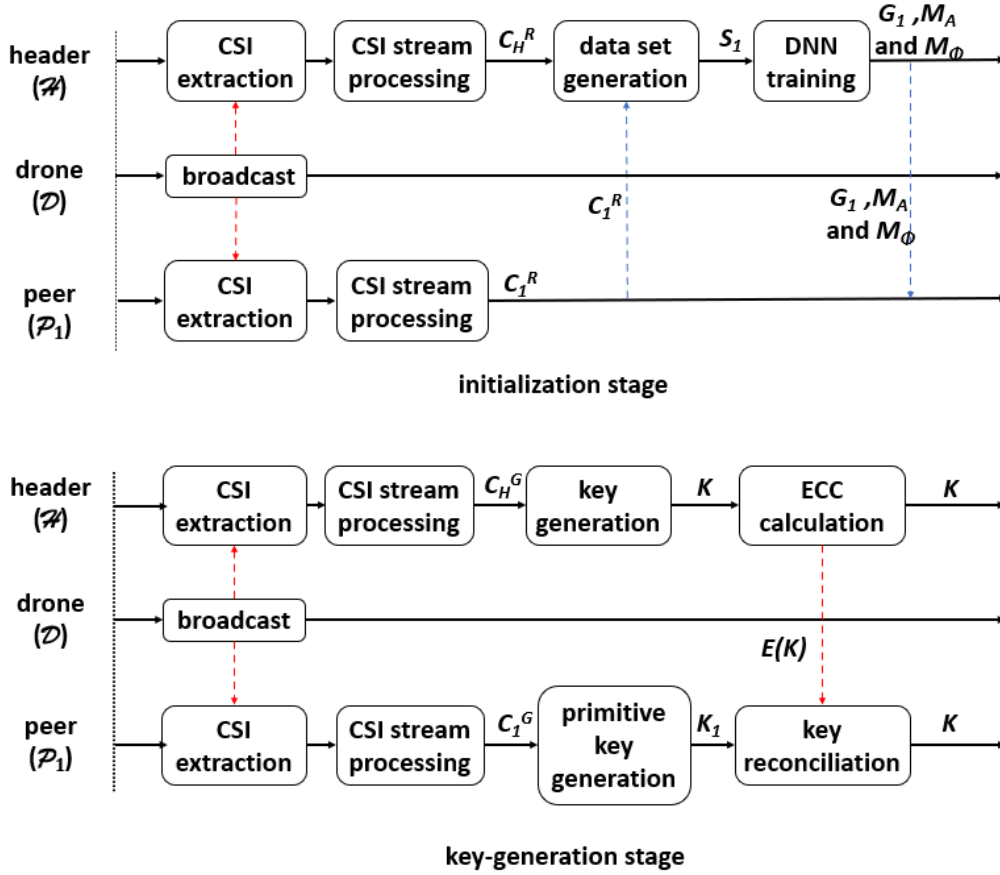 header
(ℋ)
CSI
extraction
CSI stream
processing
C_H^R
data set
generation
S_1
DNN
training
G_1 ,M_A
and M_Φ
drone
(𝒟)
broadcast
C_1^R
G_1 ,M_A
and M_Φ
peer
(𝒫_1)
CSI
extraction
CSI stream
processing
C_1^R
initialization stage
header
(ℋ)
CSI
extraction
CSI stream
processing
C_H^G
key
generation
K
ECC
calculation
K
drone
(𝒟)
broadcast
E(K)
peer
(𝒫_1)
CSI
extraction
CSI stream
processing
C_1^G
primitive
key
generation
K_1
key
reconciliation
K
key-generation stage